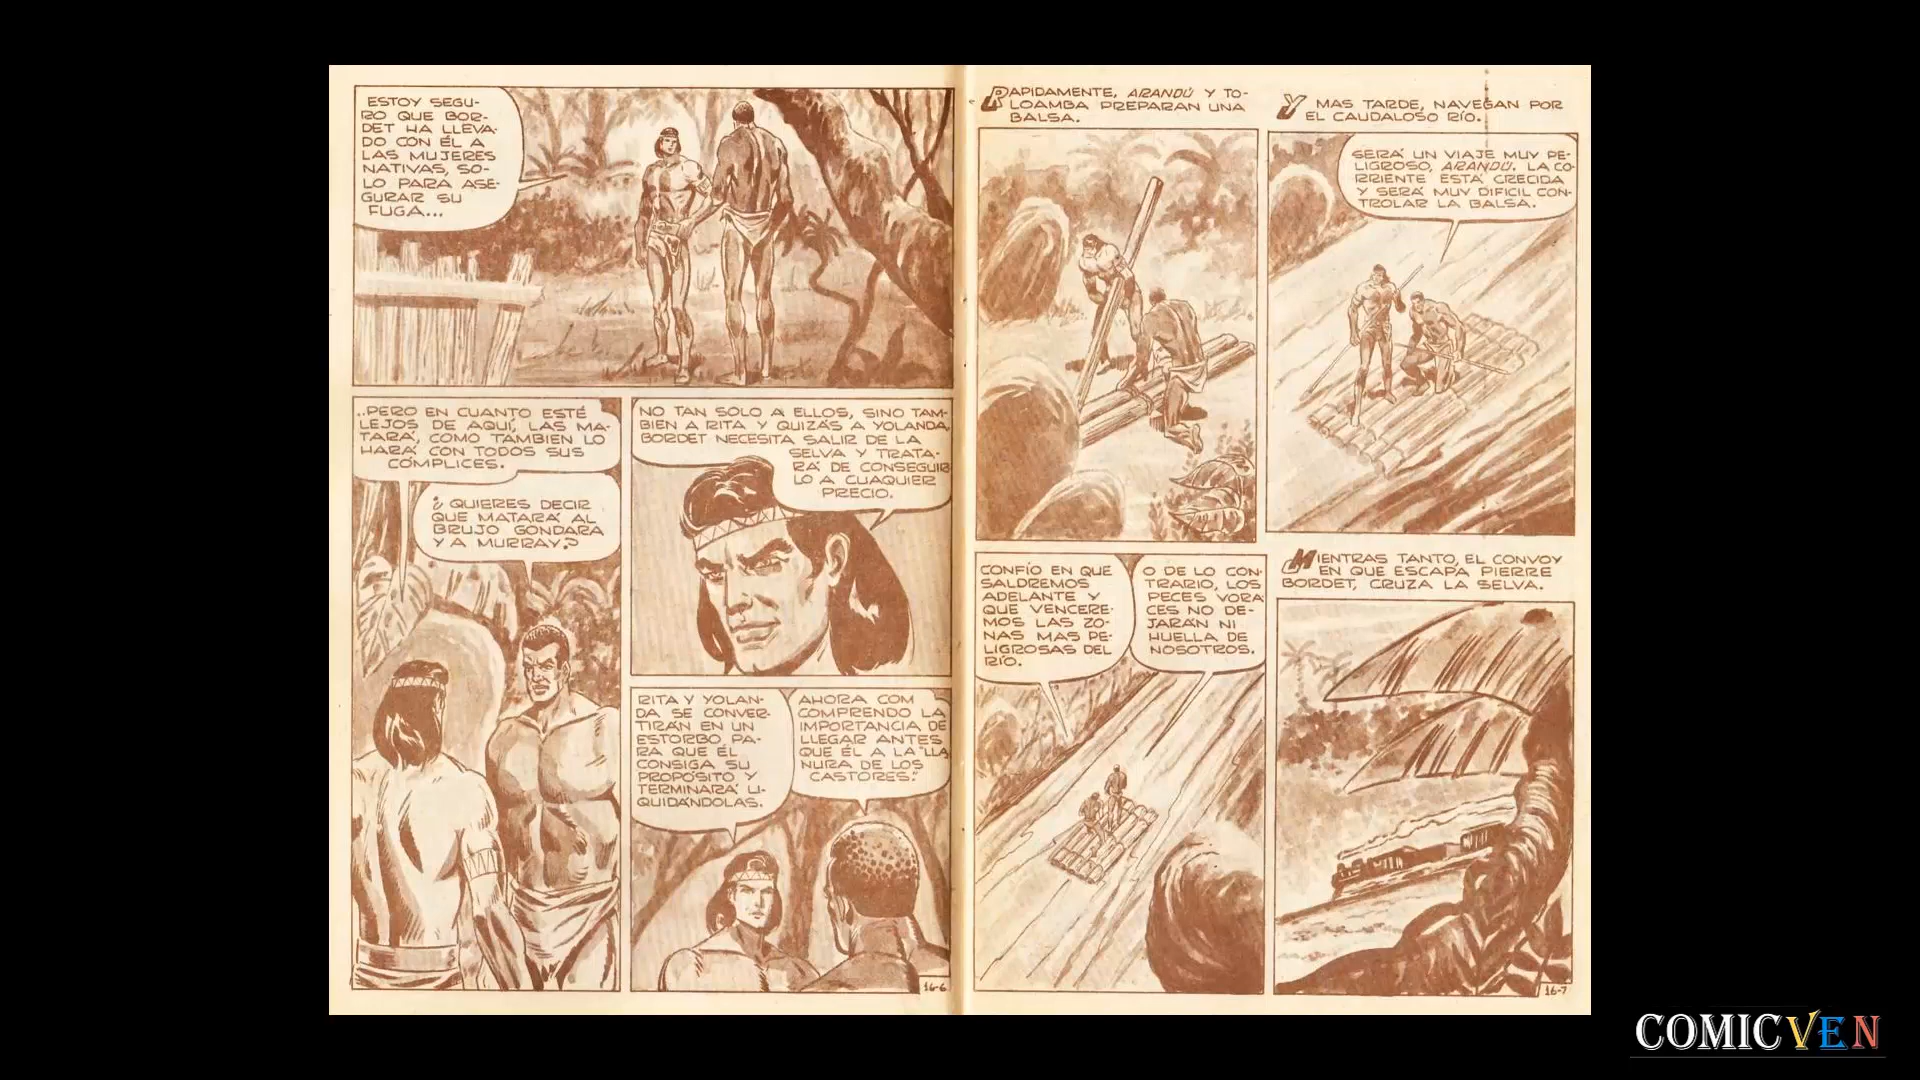 ESTOY SEGU-
RO QUE BOR-
DET HA LLEVA-
DO CON ÉL A
LAS MUJERES
NATIVAS, SO-
LO PARA ASE-
GURAR SU
FUGA...
..PERO EN CUANTO ESTÉ
LEJOS DE AQUÍ, LAS MA-
TARÁ, COMO TAMBIEN LO
HARÁ CON TODOS SUS
CÓMPLICES.
¿QUIERES DECIR
QUE MATARÁ AL
BRUJO GONDARA
Y A MURRAY?
NO TAN SOLO A ELLOS, SINO TAM-
BIEN A RITA Y QUIZÁS A YOLANDA,
BORDET NECESITA SALIR DE LA
SELVA Y TRATA-
RÁ DE CONSEGUIR
LO A CUAQUIER
PRECIO.
RITA Y YOLAN-
DA SE CONVER-
TIRÁN EN UN
ESTORBO PA-
RA QUE ÉL
CONSIGA SU
PROPÓSITO Y
TERMINARÁ LI-
QUIDÁNDOLAS.
AHORA COM
COMPRENDO LA
IMPORTANCIA DE
LLEGAR ANTES
QUE ÉL A LA "LLA
NURA DE LOS
CASTORES."
16-6
RAPIDAMENTE, ARANDÚ Y TO-
LOAMBA PREPARAN UNA
BALSA.
Y MAS TARDE, NAVEGAN POR
EL CAUDALOSO RÍO.
SERÁ UN VIAJE MUY PE-
LIGROSO, ARANDÚ, LA CO-
RRIENTE ESTÁ CRECIDA
Y SERÁ MUY DIFICIL CON-
TROLAR LA BALSA.
CONFÍO EN QUE
SALDREMOS
ADELANTE Y
QUE VENCERE-
MOS LAS ZO-
NAS MAS PE-
LIGROSAS DEL
RÍO.
O DE LO CON-
TRARIO, LOS
PECES VORA
CES NO DE-
JARÁN NI
HUELLA DE
NOSOTROS.
MIENTRAS TANTO, EL CONVOY
EN QUE ESCAPA PIERRE
BORDET, CRUZA LA SELVA.
16-7
COMICVEN